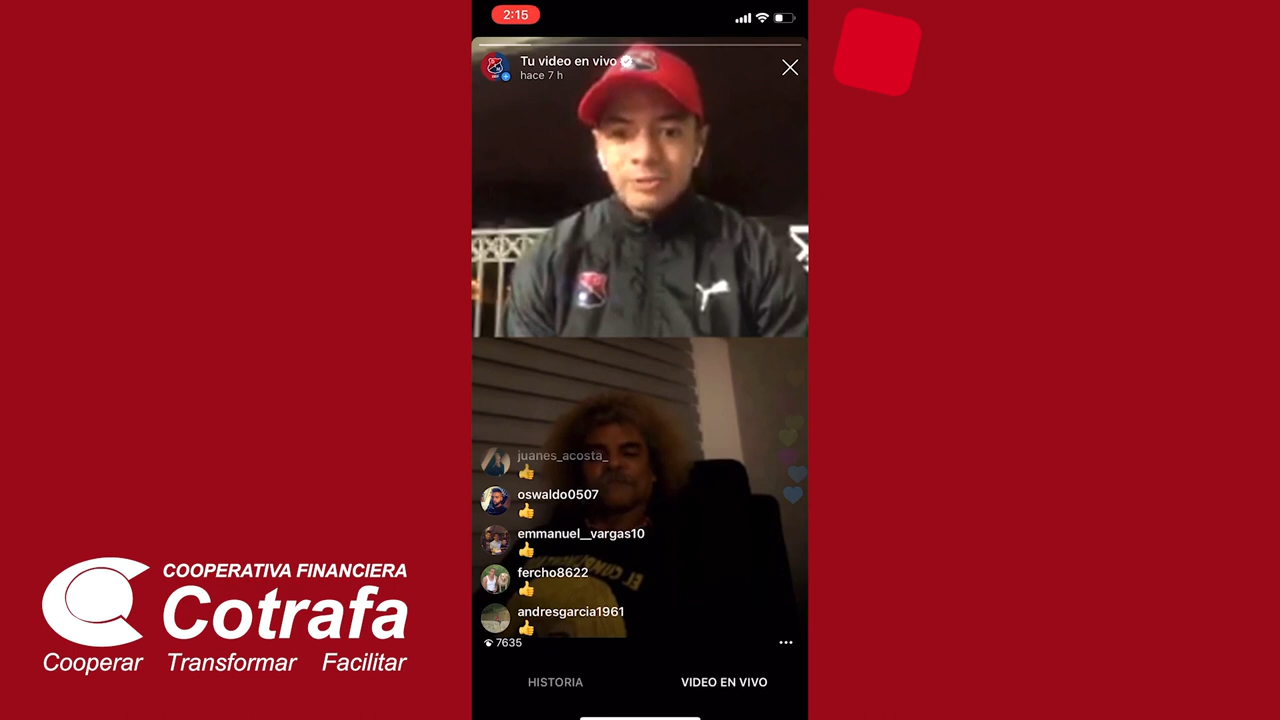 2:15
Tu video en vivo
hace 7 h
juanes_acosta_
oswaldo0507
emmanuel__vargas10
fercho8622
andresgarcia1961
7635
HISTORIA
VIDEO EN VIVO
COOPERATIVA FINANCIERA
Cotrafa
Cooperar Transformar Facilitar